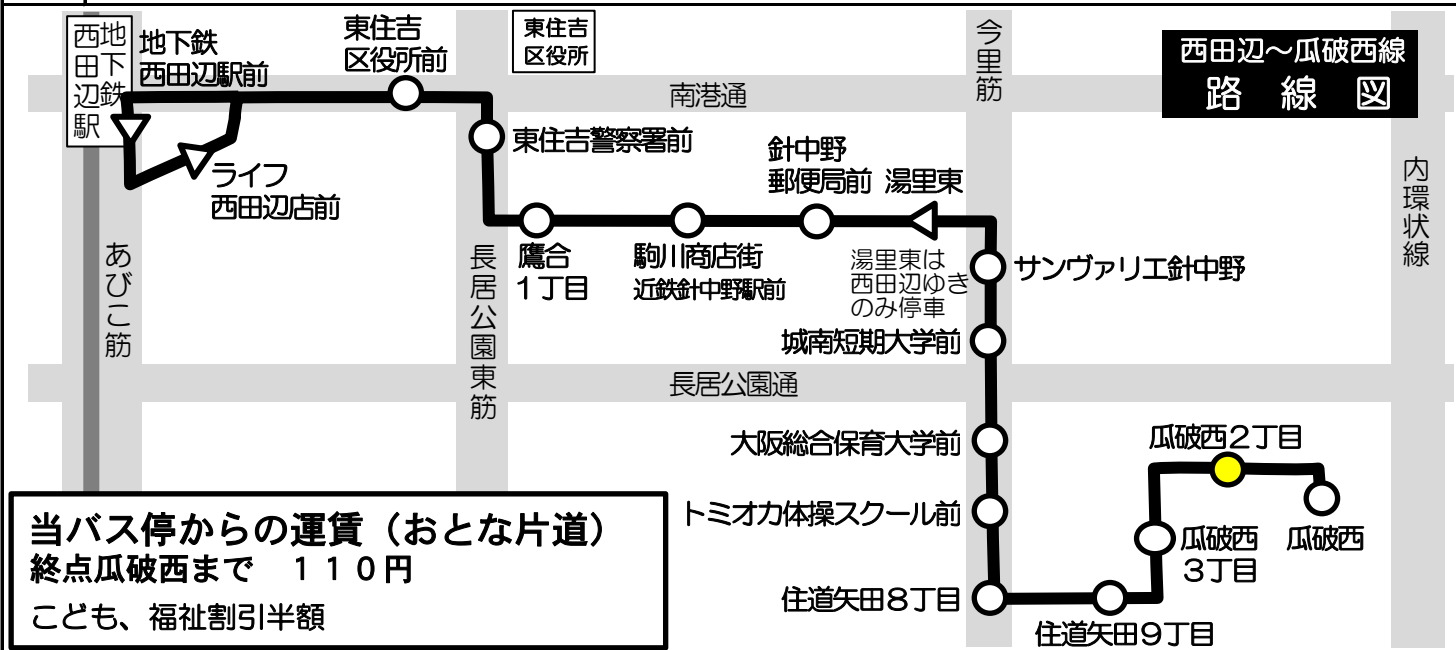 西田辺～瓜破西線
路線図
地下鉄
西田辺駅
地下鉄
西田辺駅前
東住吉
区役所前
東住吉
区役所
今里筋
南港通
内環状線
東住吉警察署前
ライフ
西田辺店前
針中野
郵便局前
湯里東
あびこ筋
長居公園東筋
鷹合
１丁目
駒川商店街
近鉄針中野駅前
湯里東は
西田辺ゆき
のみ停車
サンヴァリエ針中野
城南短期大学前
長居公園通
大阪総合保育大学前
瓜破西２丁目
トミオカ体操スクール前
瓜破西
３丁目
瓜破西
住道矢田８丁目
住道矢田９丁目
当バス停からの運賃（おとな片道）
終点瓜破西まで　１１０円
こども、福祉割引半額